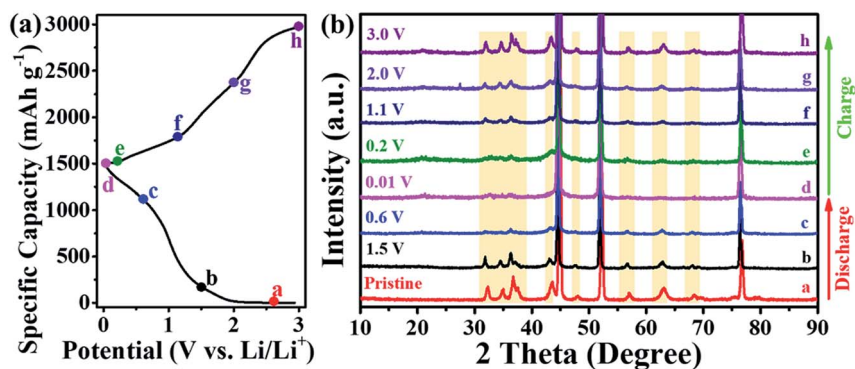 (a)
3000
2500
2000
1500
1000
500
0
Specific Capacity (mAh g⁻¹)
0 1 2 3
Potential (V vs. Li/Li⁺)
a
b
c
d
e
f
g
h
(b)
Intensity (a.u.)
3.0 V h
2.0 V g
1.1 V f
0.2 V e
0.01 V d
0.6 V c
1.5 V b
Pristine a
10 20 30 40 50 60 70 80 90
2 Theta (Degree)
Charge
Discharge